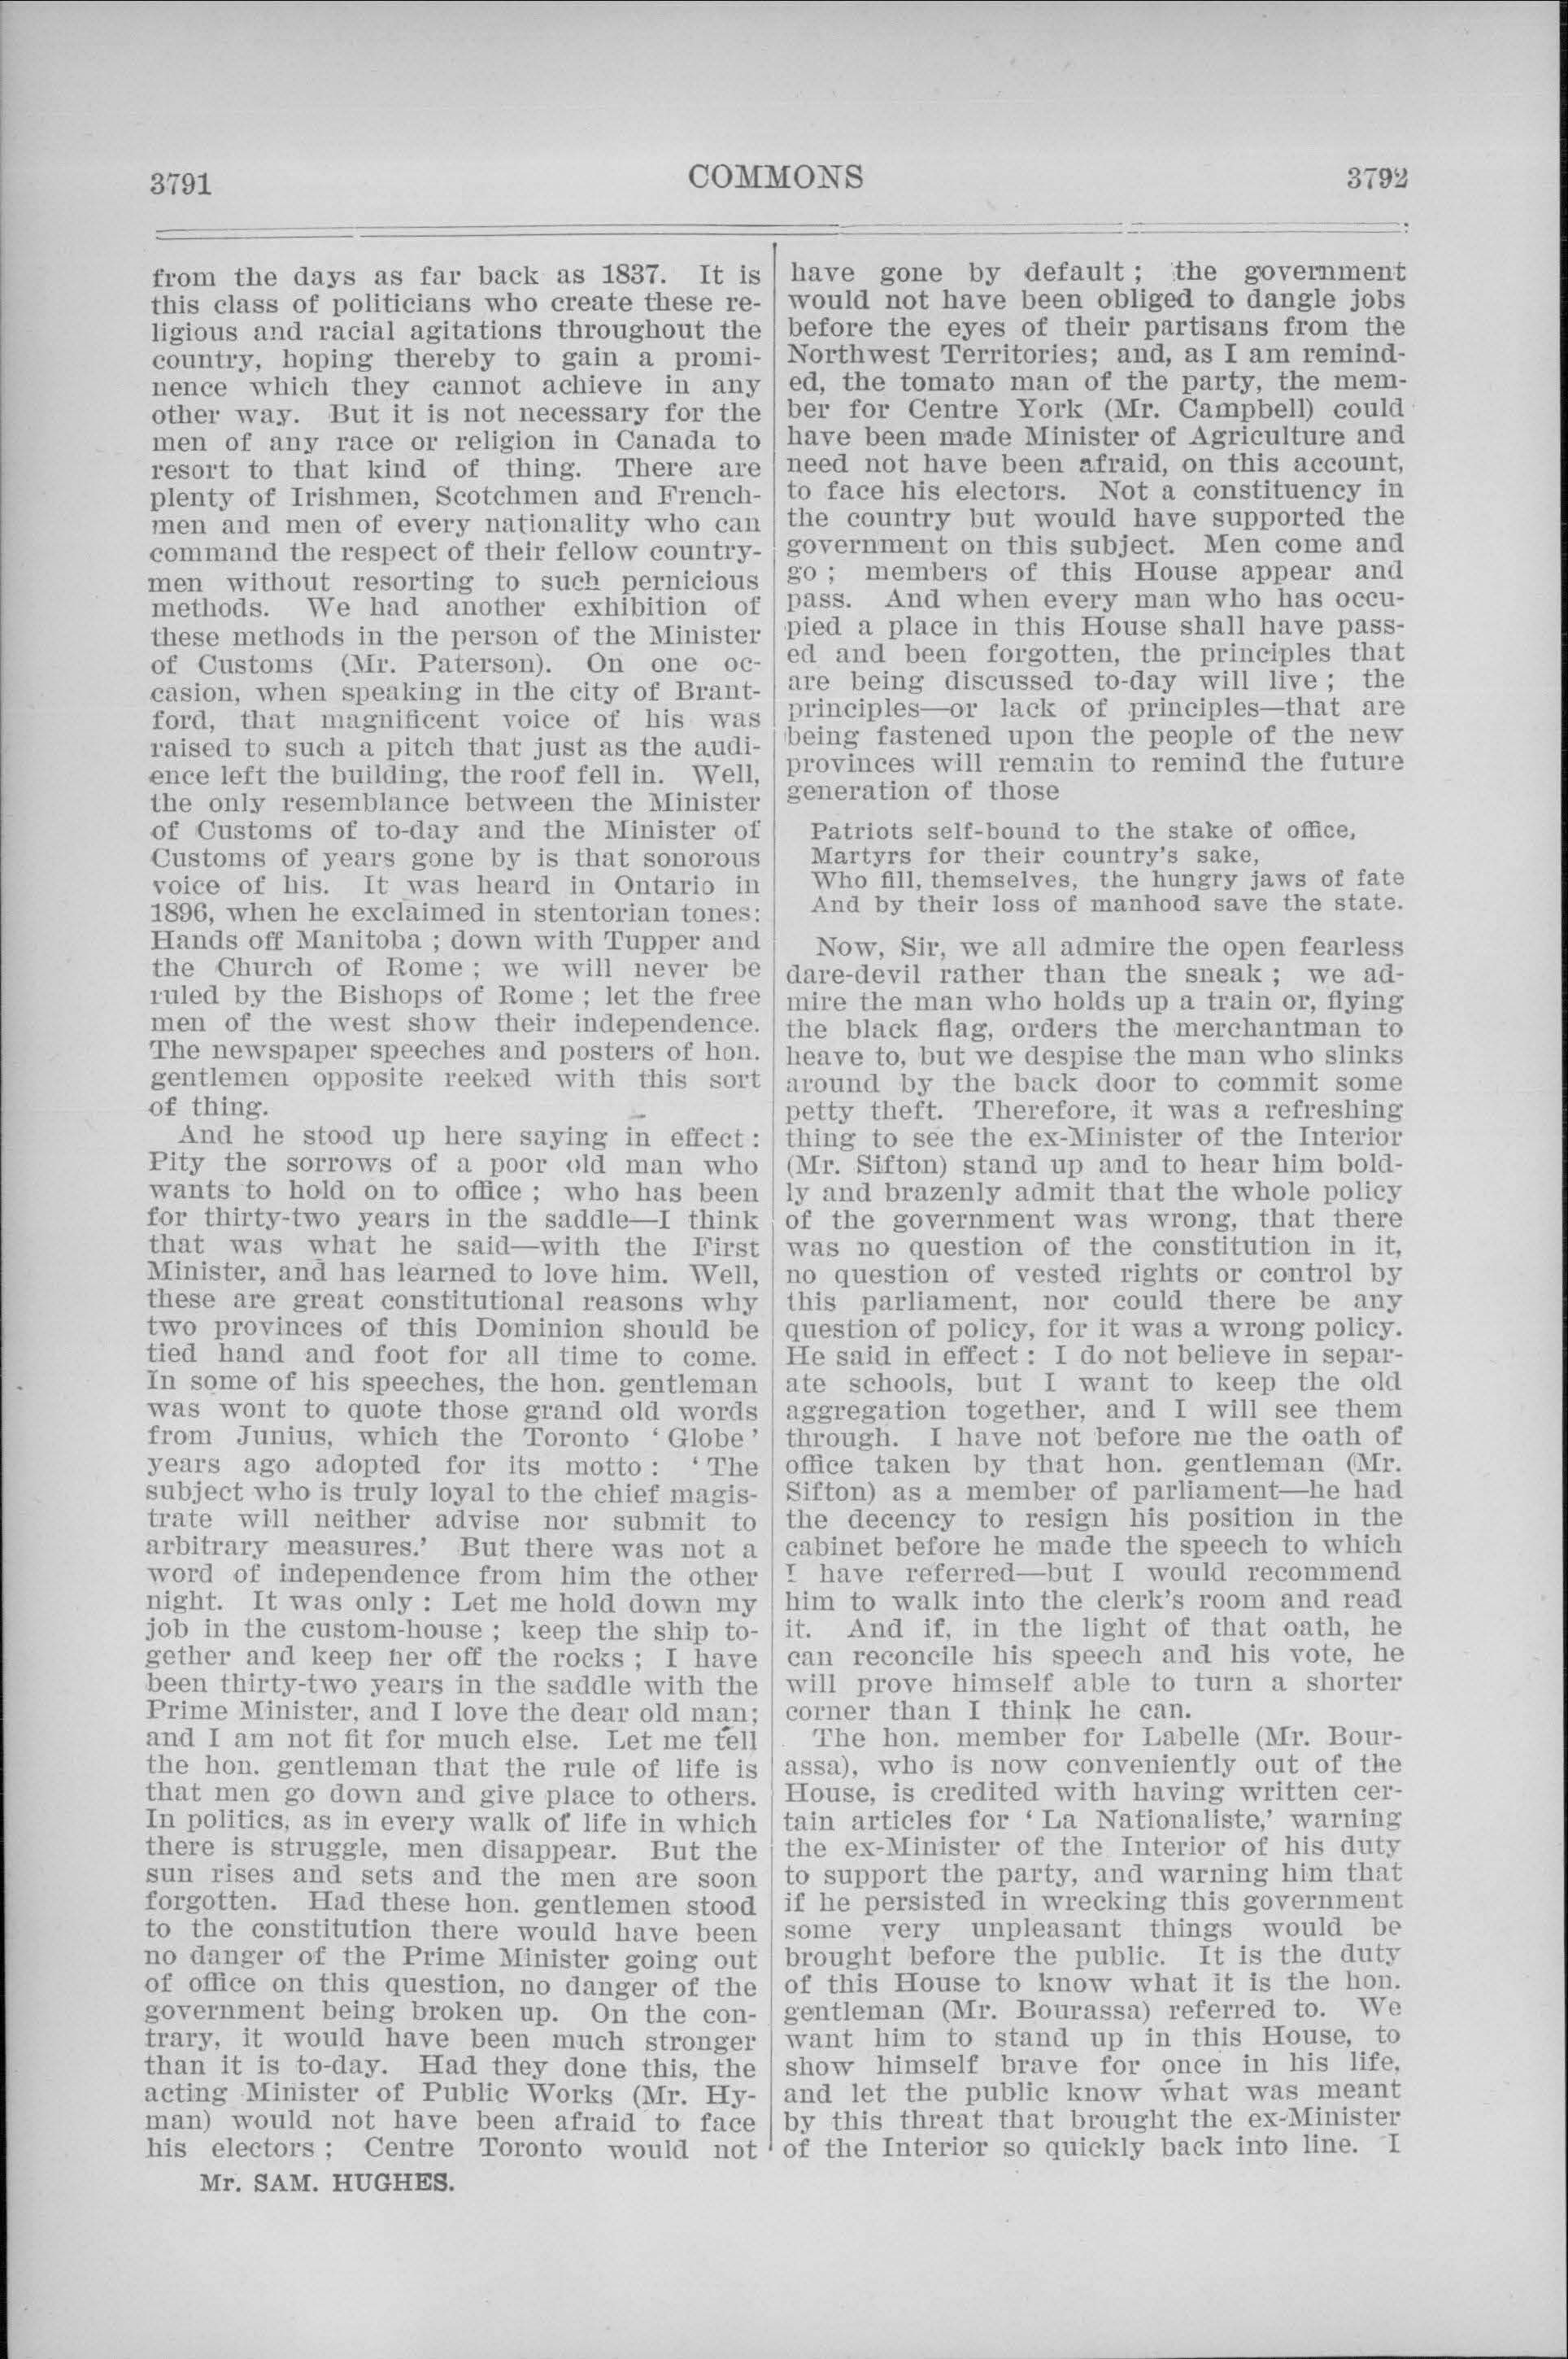 3791
COMMONS
3792
from the days as far back as 1837. It is
this class of politicians who create these re-
ligious and racial agitations throughout the
country, hoping thereby to gain a promi-
nence which they cannot achieve in any
other way. But it is not necessary for the
men of any race or religion in Canada to
resort to that kind of thing. There are
plenty of Irishmen, Scotchmen and French-
men and men of every nationality who can
command the respect of their fellow country-
men without resorting to such pernicious
methods. We had another exhibition of
these methods in the person of the Minister
of Customs (Mr. Paterson). On one oc-
casion, when speaking in the city of Brant-
ford, that magnificent voice of his was
raised to such a pitch that just as the audi-
ence left the building, the roof fell in. Well,
the only resemblance between the Minister
of Customs of to-day and the Minister of
Customs of years gone by is that sonorous
voice of his. It was heard in Ontario in
1896, when he exclaimed in stentorian tones:
Hands off Manitoba ; down with Tupper and
the Church of Rome ; we will never be
ruled by the Bishops of Rome ; let the free
men of the west show their independence.
The newspaper speeches and posters of hon.
gentlemen opposite reeked with this sort
of thing.
And he stood up here saying in effect :
Pity the sorrows of a poor old man who
wants to hold on to office ; who has been
for thirty-two years in the saddle—I think
that was what he said—with the First
Minister, and has learned to love him. Well,
these are great constitutional reasons why
two provinces of this Dominion should be
tied hand and foot for all time to come.
In some of his speeches, the hon. gentleman
was wont to quote those grand old words
from Junius, which the Toronto ‘ Globe ’
years ago adopted for its motto : ‘ The
subject who is truly loyal to the chief magis-
trate will neither advise nor submit to
arbitrary measures.’ But there was not a
word of independence from him the other
night. It was only : Let me hold down my
job in the custom-house ; keep the ship to-
gether and keep her off the rocks ; I have
been thirty-two years in the saddle with the
Prime Minister, and I love the dear old man;
and I am not fit for much else. Let me tell
the hon. gentleman that the rule of life is
that men go down and give place to others.
In politics, as in every walk of life in which
there is struggle, men disappear. But the
sun rises and sets and the men are soon
forgotten. Had these hon. gentlemen stood
to the constitution there would have been
no danger of the Prime Minister going out
of office on this question, no danger of the
government being broken up. On the con-
trary, it would have been much stronger
than it is to-day. Had they done this, the
acting Minister of Public Works (Mr. Hy-
man) would not have been afraid to face
his electors ; Centre Toronto would not
Mr. SAM. HUGHES.
have gone by default ; the government
would not have been obliged to dangle jobs
before the eyes of their partisans from the
Northwest Territories; and, as I am remind-
ed, the tomato man of the party, the mem-
ber for Centre York (Mr. Campbell) could
have been made Minister of Agriculture and
need not have been afraid, on this account,
to face his electors. Not a constituency in
the country but would have supported the
government on this subject. Men come and
go ; members of this House appear and
pass. And when every man who has occu-
pied a place in this House shall have pass-
ed and been forgotten, the principles that
are being discussed to-day will live ; the
principles—or lack of principles—that are
being fastened upon the people of the new
provinces will remain to remind the future
generation of those
Patriots self-bound to the stake of office,
Martyrs for their country's sake,
Who fill, themselves, the hungry jaws of fate
And by their loss of manhood save the state.
Now, Sir, we all admire the open fearless
dare-devil rather than the sneak ; we ad-
mire the man who holds up a train or, flying
the black flag, orders the merchantman to
heave to, but we despise the man who slinks
around by the back door to commit some
petty theft. Therefore, it was a refreshing
thing to see the ex-Minister of the Interior
(Mr. Sifton) stand up and to hear him bold-
ly and brazenly admit that the whole policy
of the government was wrong, that there
was no question of the constitution in it,
no question of vested rights or control by
this parliament, nor could there be any
question of policy, for it was a wrong policy.
He said in effect : I do not believe in separ-
ate schools, but I want to keep the old
aggregation together, and I will see them
through. I have not before me the oath of
office taken by that hon. gentleman (Mr.
Sifton) as a member of parliament—he had
the decency to resign his position in the
cabinet before he made the speech to which
I have referred—but I would recommend
him to walk into the clerk's room and read
it. And if, in the light of that oath, he
can reconcile his speech and his vote, he
will prove himself able to turn a shorter
corner than I think he can.
The hon. member for Labelle (Mr. Bour-
assa), who is now conveniently out of the
House, is credited with having written cer-
tain articles for ‘ La Nationaliste,’ warning
the ex-Minister of the Interior of his duty
to support the party, and warning him that
if he persisted in wrecking this government
some very unpleasant things would be
brought before the public. It is the duty
of this House to know what it is the hon.
gentleman (Mr. Bourassa) referred to. We
want him to stand up in this House, to
show himself brave for once in his life,
and let the public know what was meant
by this threat that brought the ex-Minister
of the Interior so quickly back into line. I